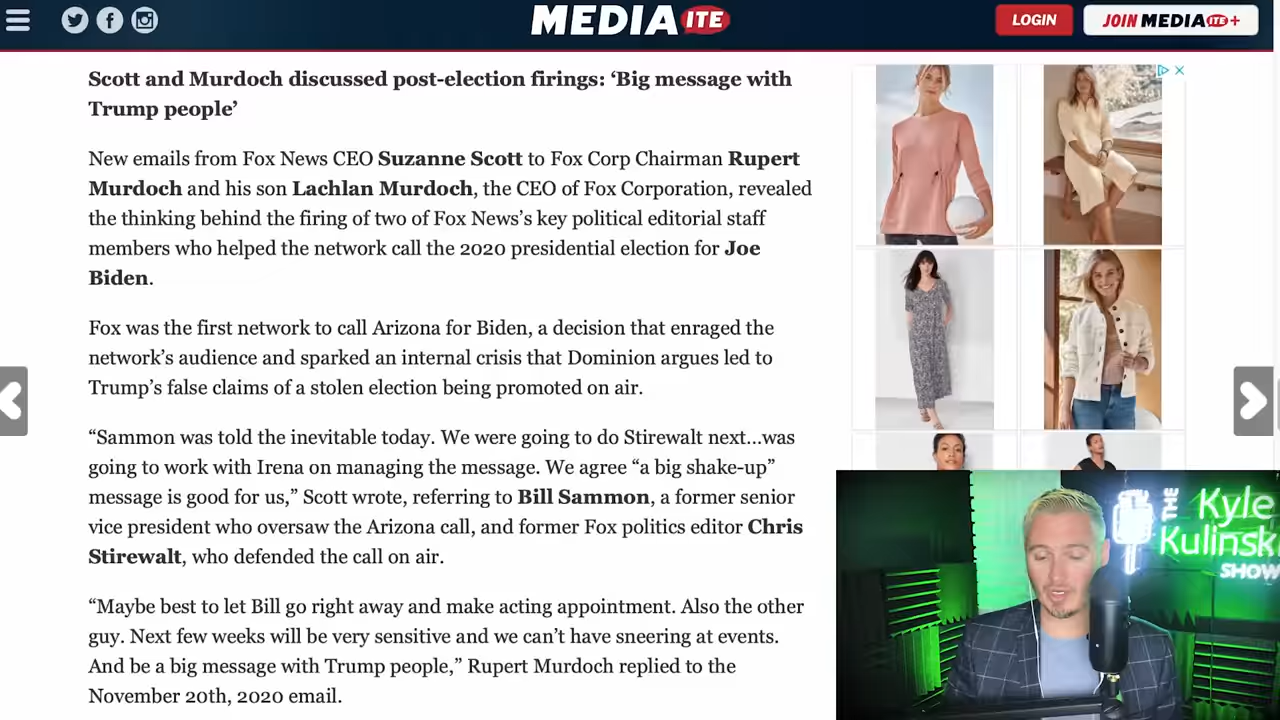 MEDIA ITE
LOGIN
JOIN MEDIA ITE +
Scott and Murdoch discussed post-election firings: ‘Big message with
Trump people’
New emails from Fox News CEO Suzanne Scott to Fox Corp Chairman Rupert
Murdoch and his son Lachlan Murdoch, the CEO of Fox Corporation, revealed
the thinking behind the firing of two of Fox News’s key political editorial staff
members who helped the network call the 2020 presidential election for Joe
Biden.
Fox was the first network to call Arizona for Biden, a decision that enraged the
network’s audience and sparked an internal crisis that Dominion argues led to
Trump’s false claims of a stolen election being promoted on air.
“Sammon was told the inevitable today. We were going to do Stirewalt next…was
going to work with Irena on managing the message. We agree “a big shake-up”
message is good for us,” Scott wrote, referring to Bill Sammon, a former senior
vice president who oversaw the Arizona call, and former Fox politics editor Chris
Stirewalt, who defended the call on air.
“Maybe best to let Bill go right away and make acting appointment. Also the other
guy. Next few weeks will be very sensitive and we can’t have sneering at events.
And be a big message with Trump people,” Rupert Murdoch replied to the
November 20th, 2020 email.
THE
Kyle
Kulinsk
SHOW